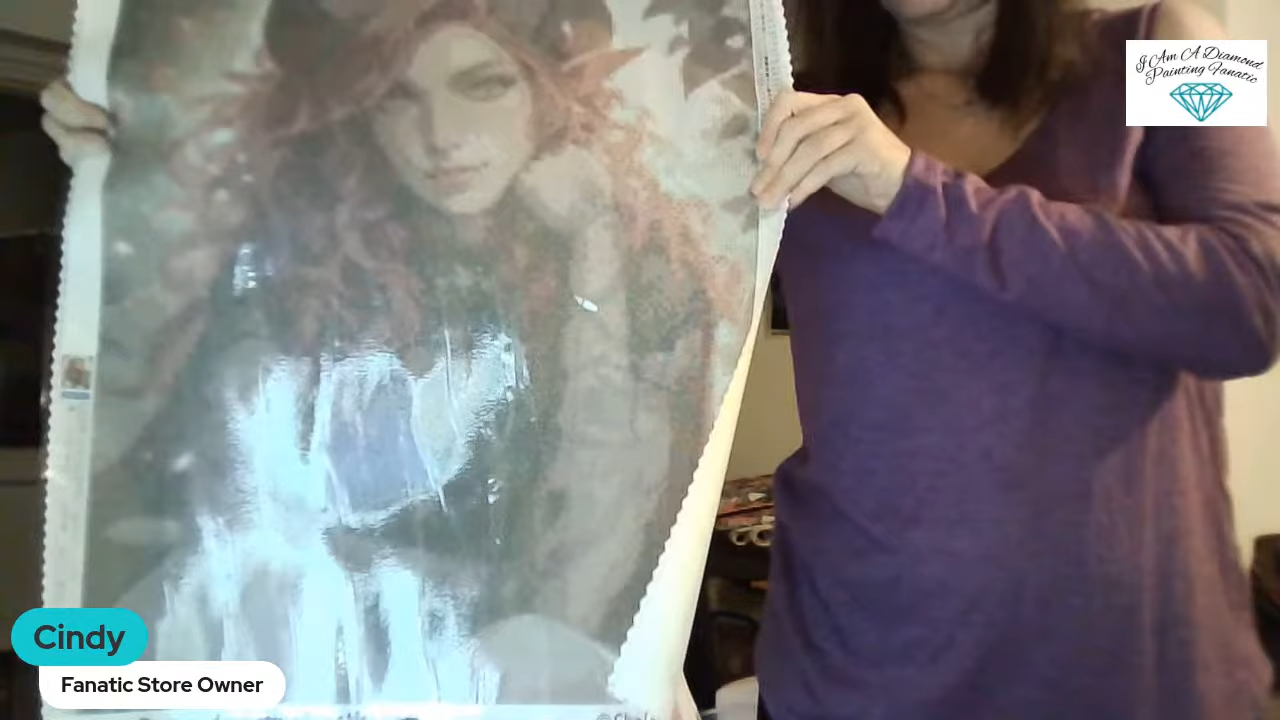 I Am A Diamond
Painting Fanatic
Cindy
Fanatic Store Owner